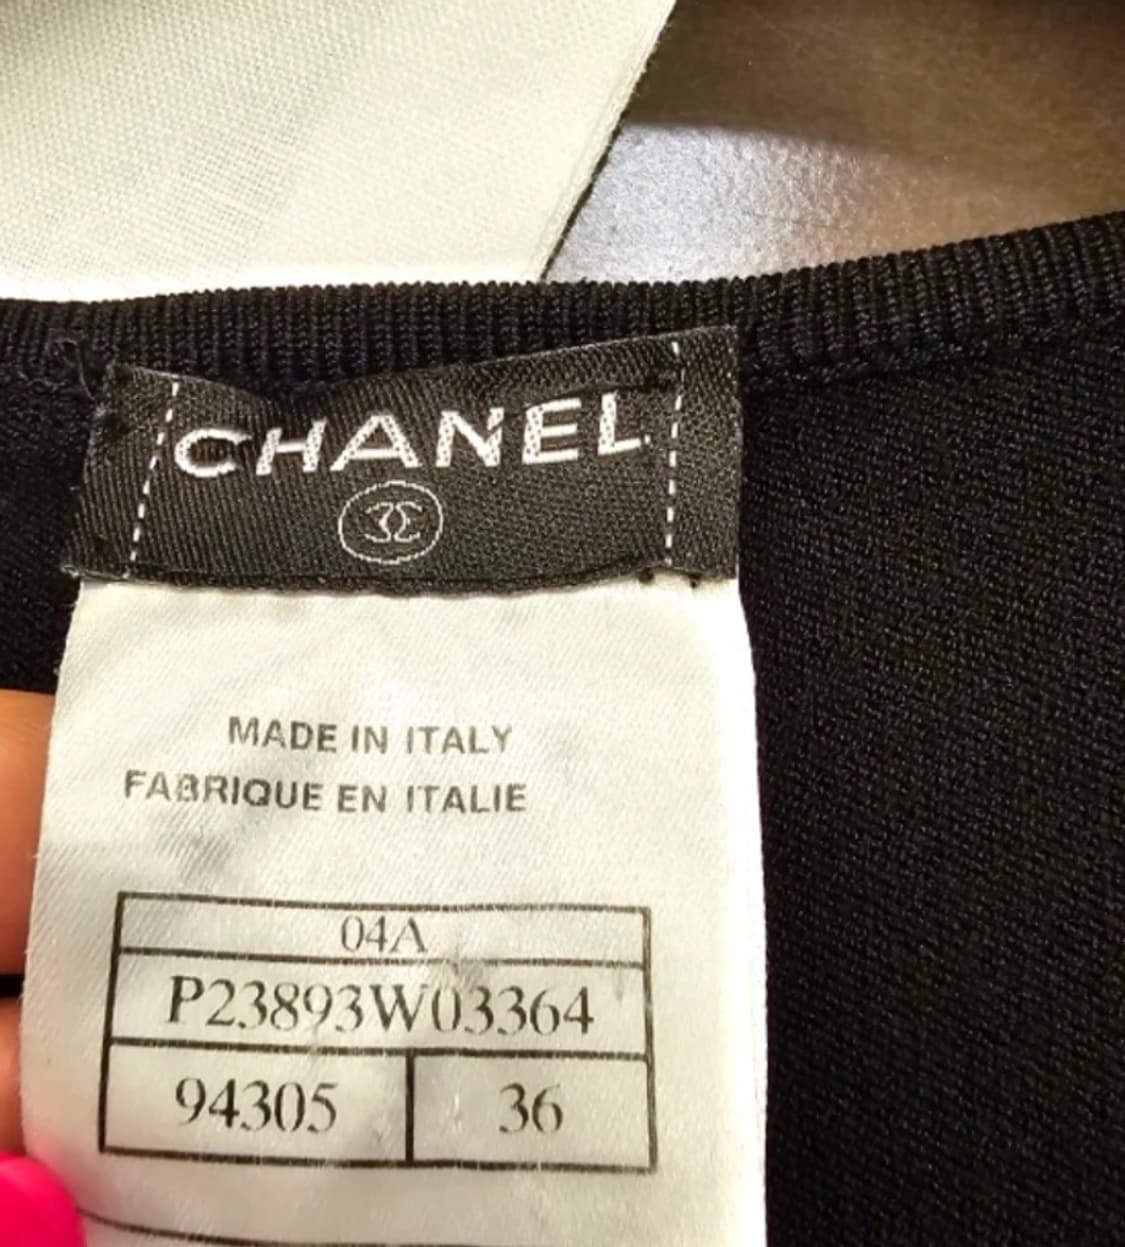 CHANEL
MADE IN ITALY
FABRIQUE EN ITALIE
04A
P23893W03364
94305 36